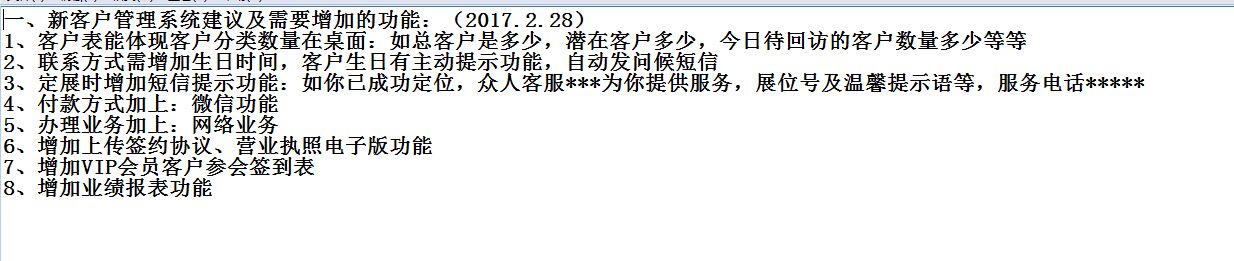 一、新客户管理系统建议及需要增加的功能：（2017.2.28）
1、客户表能体现客户分类数量在桌面：如总客户是多少，潜在客户多少，今日待回访的客户数量多少等等
2、联系方式需增加生日时间，客户生日有主动提示功能，自动发问候短信
3、定展时增加短信提示功能：如你已成功定位，众人客服***为你提供服务，展位号及温馨提示语等，服务电话*****
4、付款方式加上：微信功能
5、办理业务加上：网络业务
6、增加上传签约协议、营业执照电子版功能
7、增加VIP会员客户参会签到表
8、增加业绩报表功能